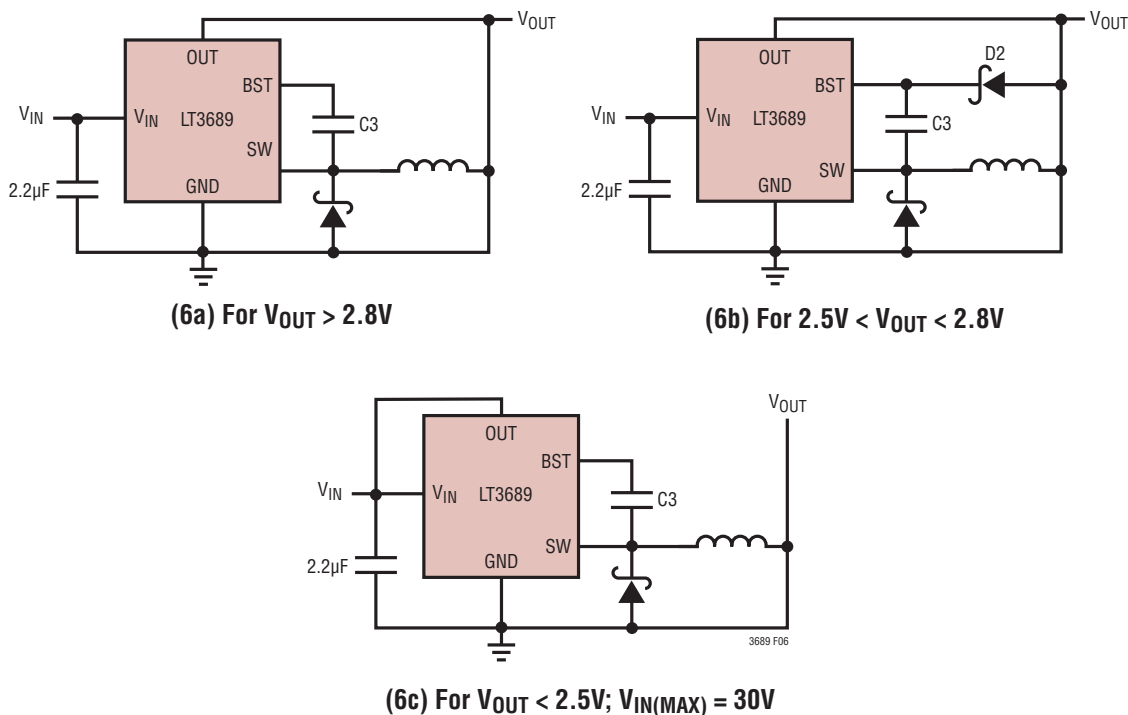 VOUT
OUT
BST
VIN
VIN
LT3689
C3
SW
2.2µF
GND
(6a) For VOUT > 2.8V
VOUT
OUT
D2
BST
VIN
VIN
LT3689
C3
SW
2.2µF
GND
(6b) For 2.5V < VOUT < 2.8V
VOUT
OUT
BST
VIN
VIN
LT3689
C3
SW
2.2µF
GND
3689 F06
(6c) For VOUT < 2.5V; VIN(MAX) = 30V